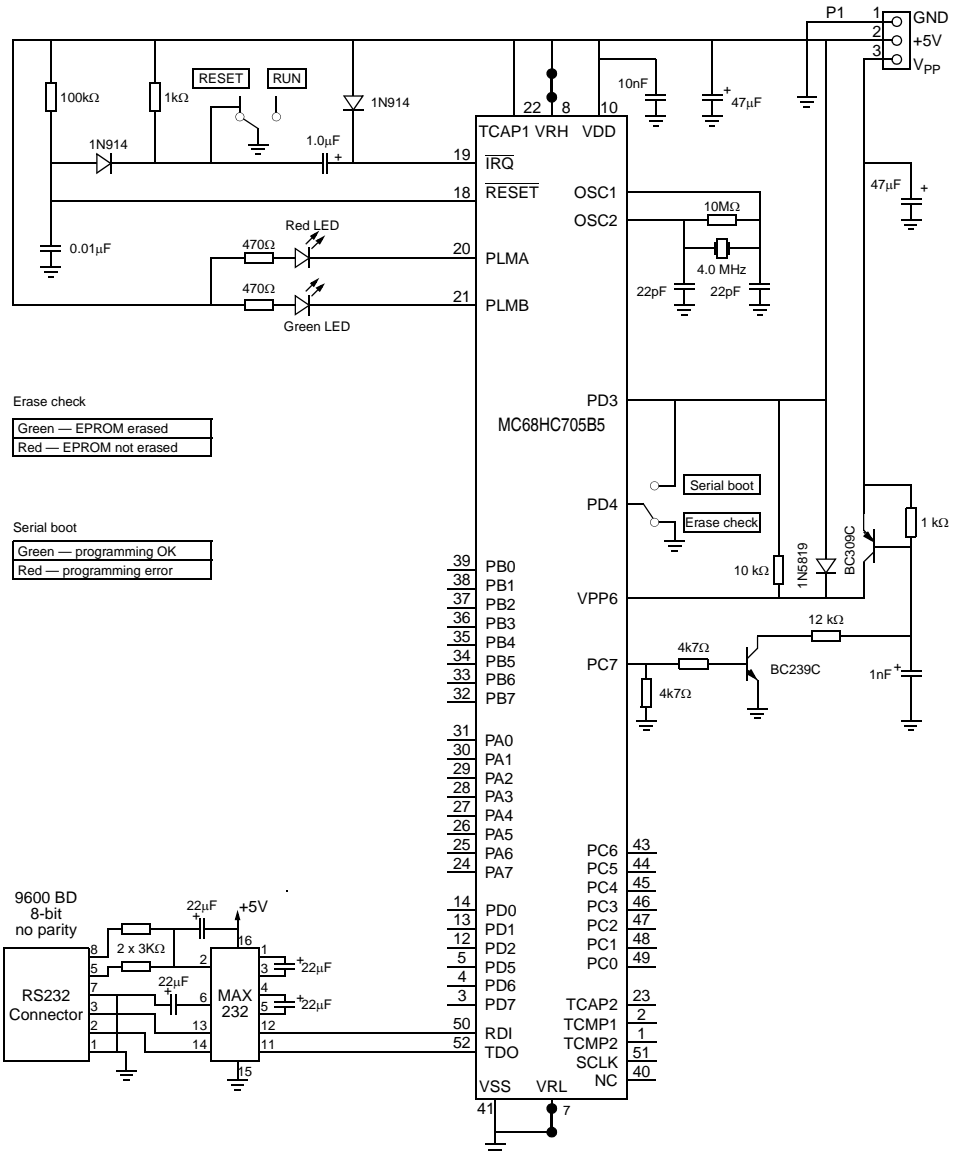 P1
1 GND
2 +5V
3 VPP
100kΩ
1kΩ
RESET
RUN
1N914
1N914
1.0µF
+
10nF
+
47µF
22 8 10
TCAP1 VRH VDD
19 IRQ
18 RESET
OSC1
OSC2
10MΩ
4.0 MHz
22pF 22pF
47µF
+
0.01µF
Red LED
470Ω
20 PLMA
470Ω
21 PLMB
Green LED
Erase check
Green — EPROM erased
Red — EPROM not erased
PD3
MC68HC705B5
Serial boot
PD4
Erase check
Serial boot
Green — programming OK
Red — programming error
10 kΩ
1N5819
BC309C
1 kΩ
VPP6
12 kΩ
PC7
4k7Ω
4k7Ω
BC239C
1nF
+
39 PB0
38 PB1
37 PB2
36 PB3
35 PB4
34 PB5
33 PB6
32 PB7
31 PA0
30 PA1
29 PA2
28 PA3
27 PA4
26 PA5
25 PA6
24 PA7
PC6 43
PC5 44
PC4 45
PC3 46
PC2 47
PC1 48
PC0 49
14 PD0
13 PD1
12 PD2
5 PD5
4 PD6
3 PD7
TCAP2 23
TCMP1 2
TCMP2 1
SCLK 51
NC 40
50 RDI
52 TDO
VSS VRL
41 7
9600 BD
8-bit
no parity
RS232
Connector
8
5
7
3
2
1
2 x 3KΩ
22µF
+
+5V
22µF
+
MAX
232
16
2
6
13
14
1
3
4
5
12
11
15
+
22µF
+
22µF